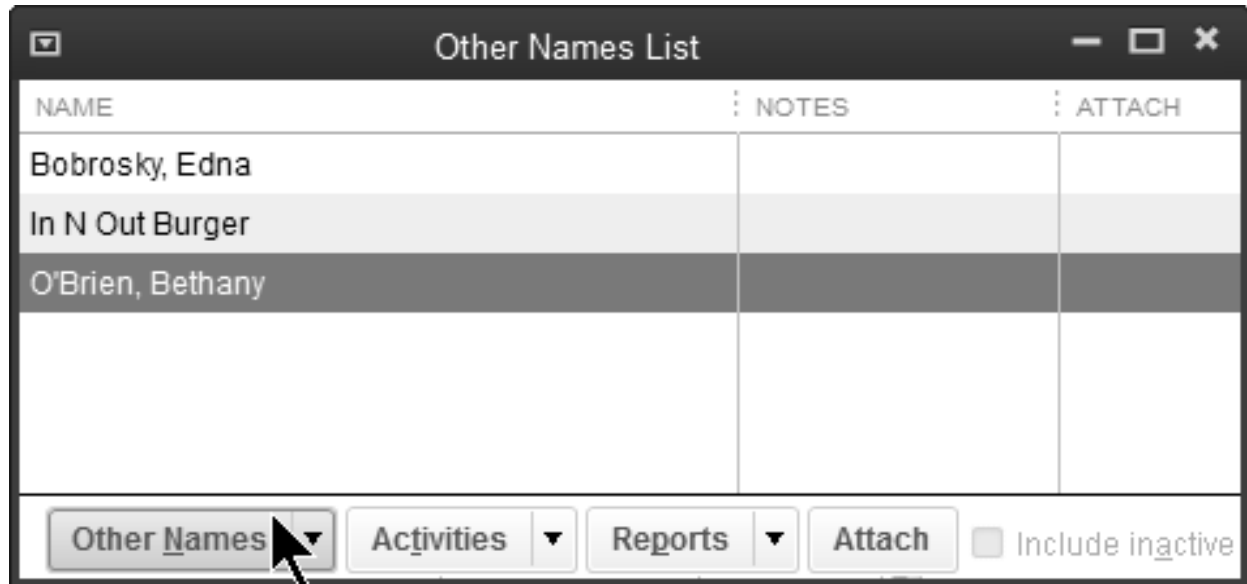 Other Names List
NAME NOTES ATTACH
Bobrosky, Edna
In N Out Burger
O'Brien, Bethany
Other Names Activities Reports Attach Include inactive